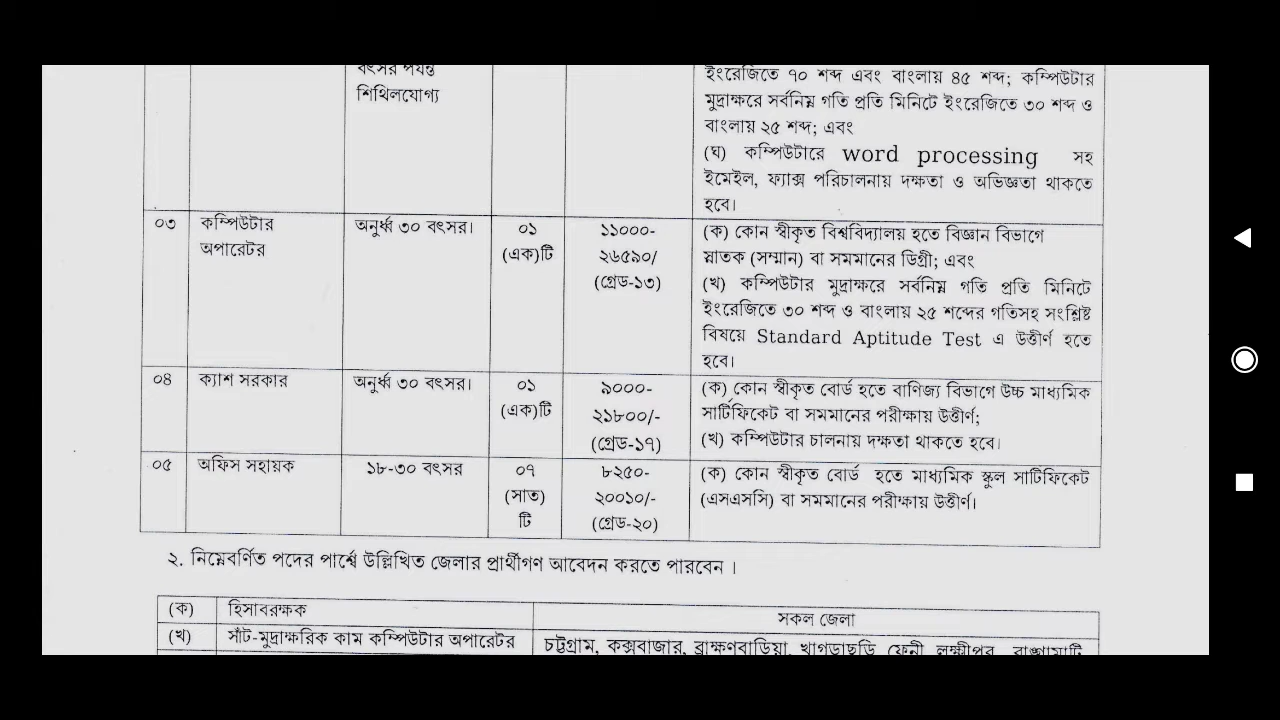 বৎসর পর্যন্ত
শিথিলযোগ্য
ইংরেজিতে ৭০ শব্দ এবং বাংলায় ৪৫ শব্দ; কম্পিউটার
মুদ্রাক্ষরে সর্বনিম্ন গতি প্রতি মিনিটে ইংরেজিতে ৩০ শব্দ ও
বাংলায় ২৫ শব্দ; এবং
(ঘ) কম্পিউটারে word processing সহ
ইমেইল, ফ্যাক্স পরিচালনায় দক্ষতা ও অভিজ্ঞতা থাকতে
হবে।
০৩
কম্পিউটার
অপারেটর
অনুর্ধ্ব ৩০ বৎসর।
০১
(এক)টি
১১০০০-
২৬৫৯০/
(গ্রেড-১৩)
(ক) কোন স্বীকৃত বিশ্ববিদ্যালয় হতে বিজ্ঞান বিভাগে
স্নাতক (সম্মান) বা সমমানের ডিগ্রী; এবং
(খ) কম্পিউটার মুদ্রাক্ষরে সর্বনিম্ন গতি প্রতি মিনিটে
ইংরেজিতে ৩০ শব্দ ও বাংলায় ২৫ শব্দের গতিসহ সংশ্লিষ্ট
বিষয়ে Standard Aptitude Test এ উত্তীর্ণ হতে
হবে।
০৪
ক্যাশ সরকার
অনুর্ধ্ব ৩০ বৎসর।
০১
(এক)টি
৯০০০-
২১৮০০/-
(গ্রেড-১৭)
(ক) কোন স্বীকৃত বোর্ড হতে বাণিজ্য বিভাগে উচ্চ মাধ্যমিক
সার্টিফিকেট বা সমমানের পরীক্ষায় উত্তীর্ণ;
(খ) কম্পিউটার চালনায় দক্ষতা থাকতে হবে।
০৫
অফিস সহায়ক
১৮-৩০ বৎসর
০৭
(সাত)
টি
৮২৫০-
২০০১০/-
(গ্রেড-২০)
(ক) কোন স্বীকৃত বোর্ড হতে মাধ্যমিক স্কুল সার্টিফিকেট
(এসএসসি) বা সমমানের পরীক্ষায় উত্তীর্ণ।
২. নিম্নেবর্ণিত পদের পার্শ্বে উল্লিখিত জেলার প্রার্থীগণ আবেদন করতে পারবেন ।
(ক) হিসাবরক্ষক সকল জেলা
(খ) সাঁট-মুদ্রাক্ষরিক কাম কম্পিউটার অপারেটর চট্টগ্রাম, কক্সবাজার, ব্রাহ্মণবাড়িয়া, খাগড়াছড়ি ফেনী লক্ষ্মীপুর রাঙ্গামাটি